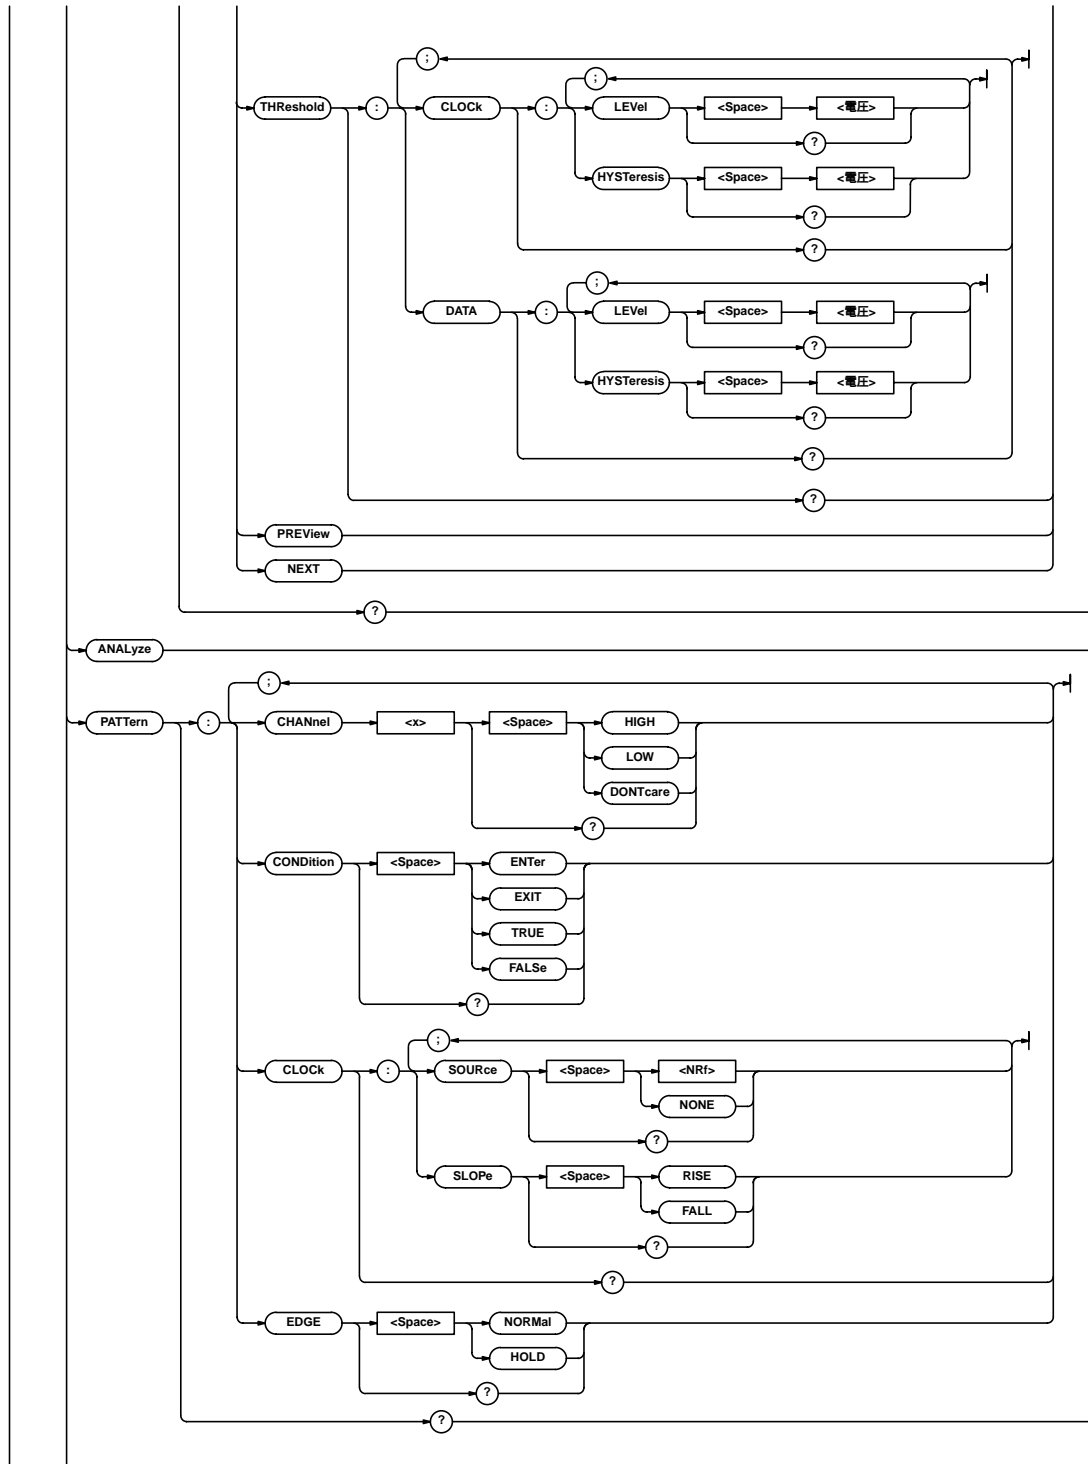 ;
;
THReshold : CLOCk : LEVel <Space> <電圧>
?
HYSTeresis <Space> <電圧>
?
?
;
DATA : LEVel <Space> <電圧>
?
HYSTeresis <Space> <電圧>
?
?
?
PREView
NEXT
?
ANALyze
;
PATTern : CHANnel <x> <Space> HIGH
LOW
DONTcare
?
CONDition <Space> ENTer
EXIT
TRUE
FALSe
?
;
CLOCk : SOURce <Space> <NRf>
NONE
?
SLOPe <Space> RISE
FALL
?
?
EDGE <Space> NORMal
HOLD
?
?